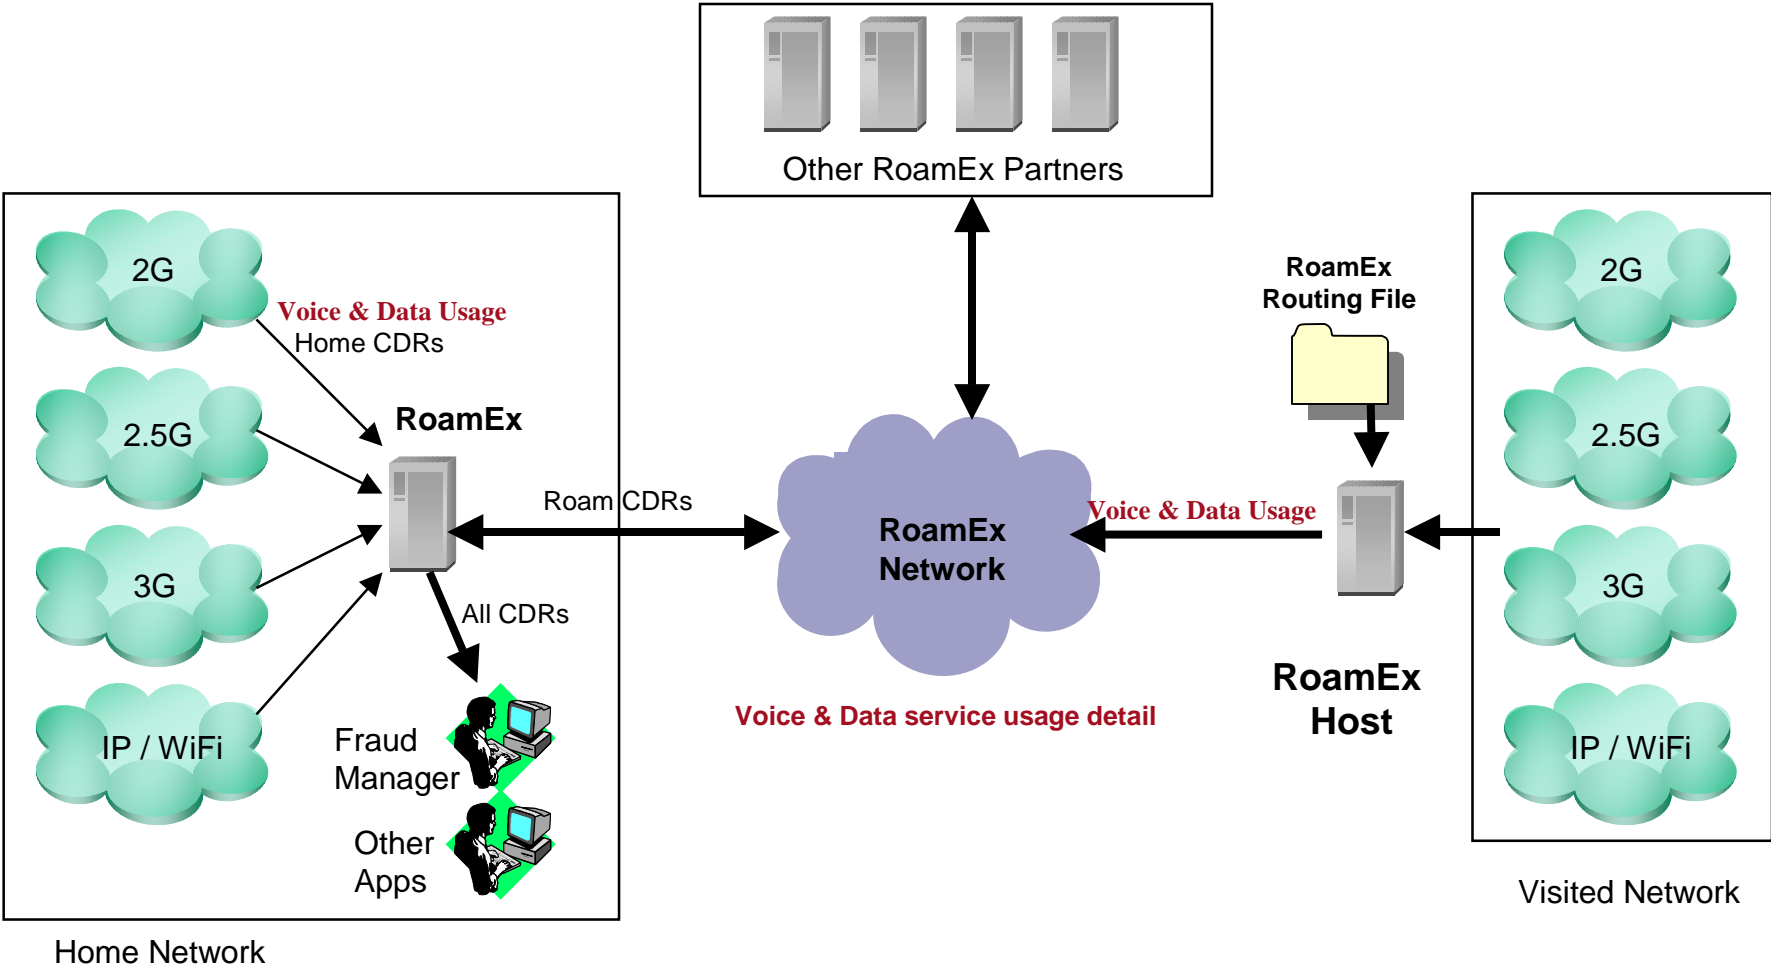 Other RoamEx Partners
2G
Voice & Data Usage
Home CDRs
2.5G
RoamEx
3G
IP / WiFi
Roam CDRs
All CDRs
Fraud
Manager
Other
Apps
Home Network
RoamEx
Network
Voice & Data service usage detail
Voice & Data Usage
RoamEx
Routing File
RoamEx
Host
2G
2.5G
3G
IP / WiFi
Visited Network